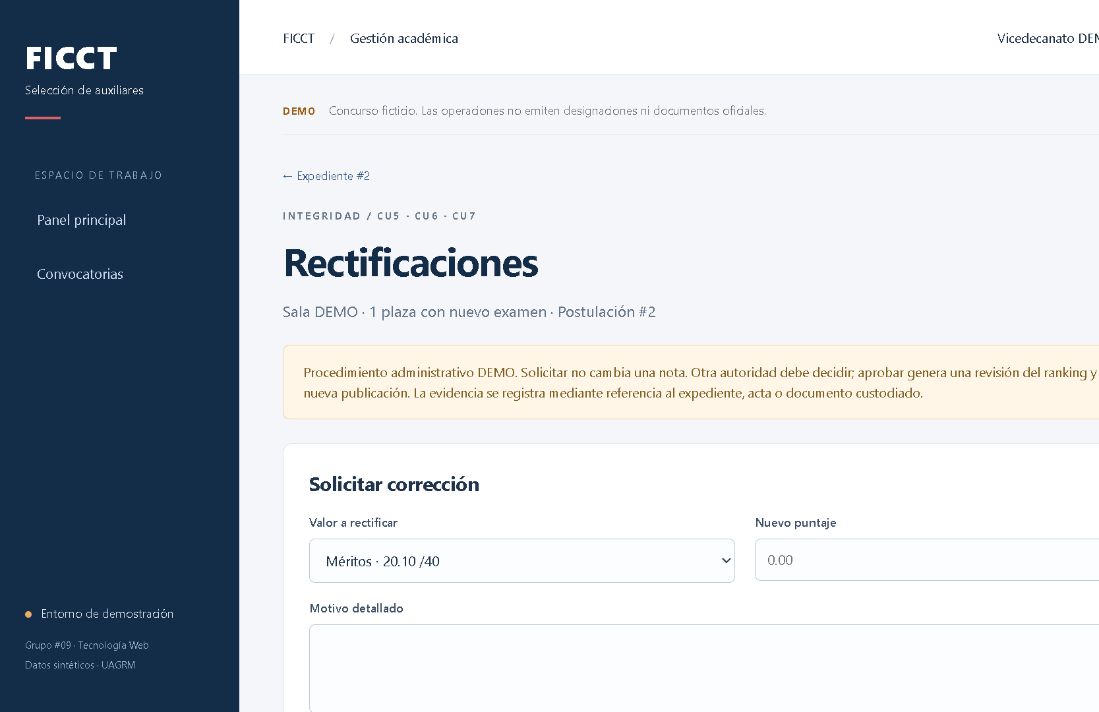 FICCT
Selección de auxiliares
ESPACIO DE TRABAJO
Panel principal
Convocatorias
Entorno de demostración
Grupo #09 · Tecnología Web
Datos sintéticos · UAGRM
FICCT / Gestión académica
Vicedecanato DEM
DEMO Concurso ficticio. Las operaciones no emiten designaciones ni documentos oficiales.
← Expediente #2
INTEGRIDAD / CU5 · CU6 · CU7
Rectificaciones
Sala DEMO · 1 plaza con nuevo examen · Postulación #2
Procedimiento administrativo DEMO. Solicitar no cambia una nota. Otra autoridad debe decidir; aprobar genera una revisión del ranking y
nueva publicación. La evidencia se registra mediante referencia al expediente, acta o documento custodiado.
Solicitar corrección
Valor a rectificar
Nuevo puntaje
Méritos · 20.10 /40
0.00
Motivo detallado